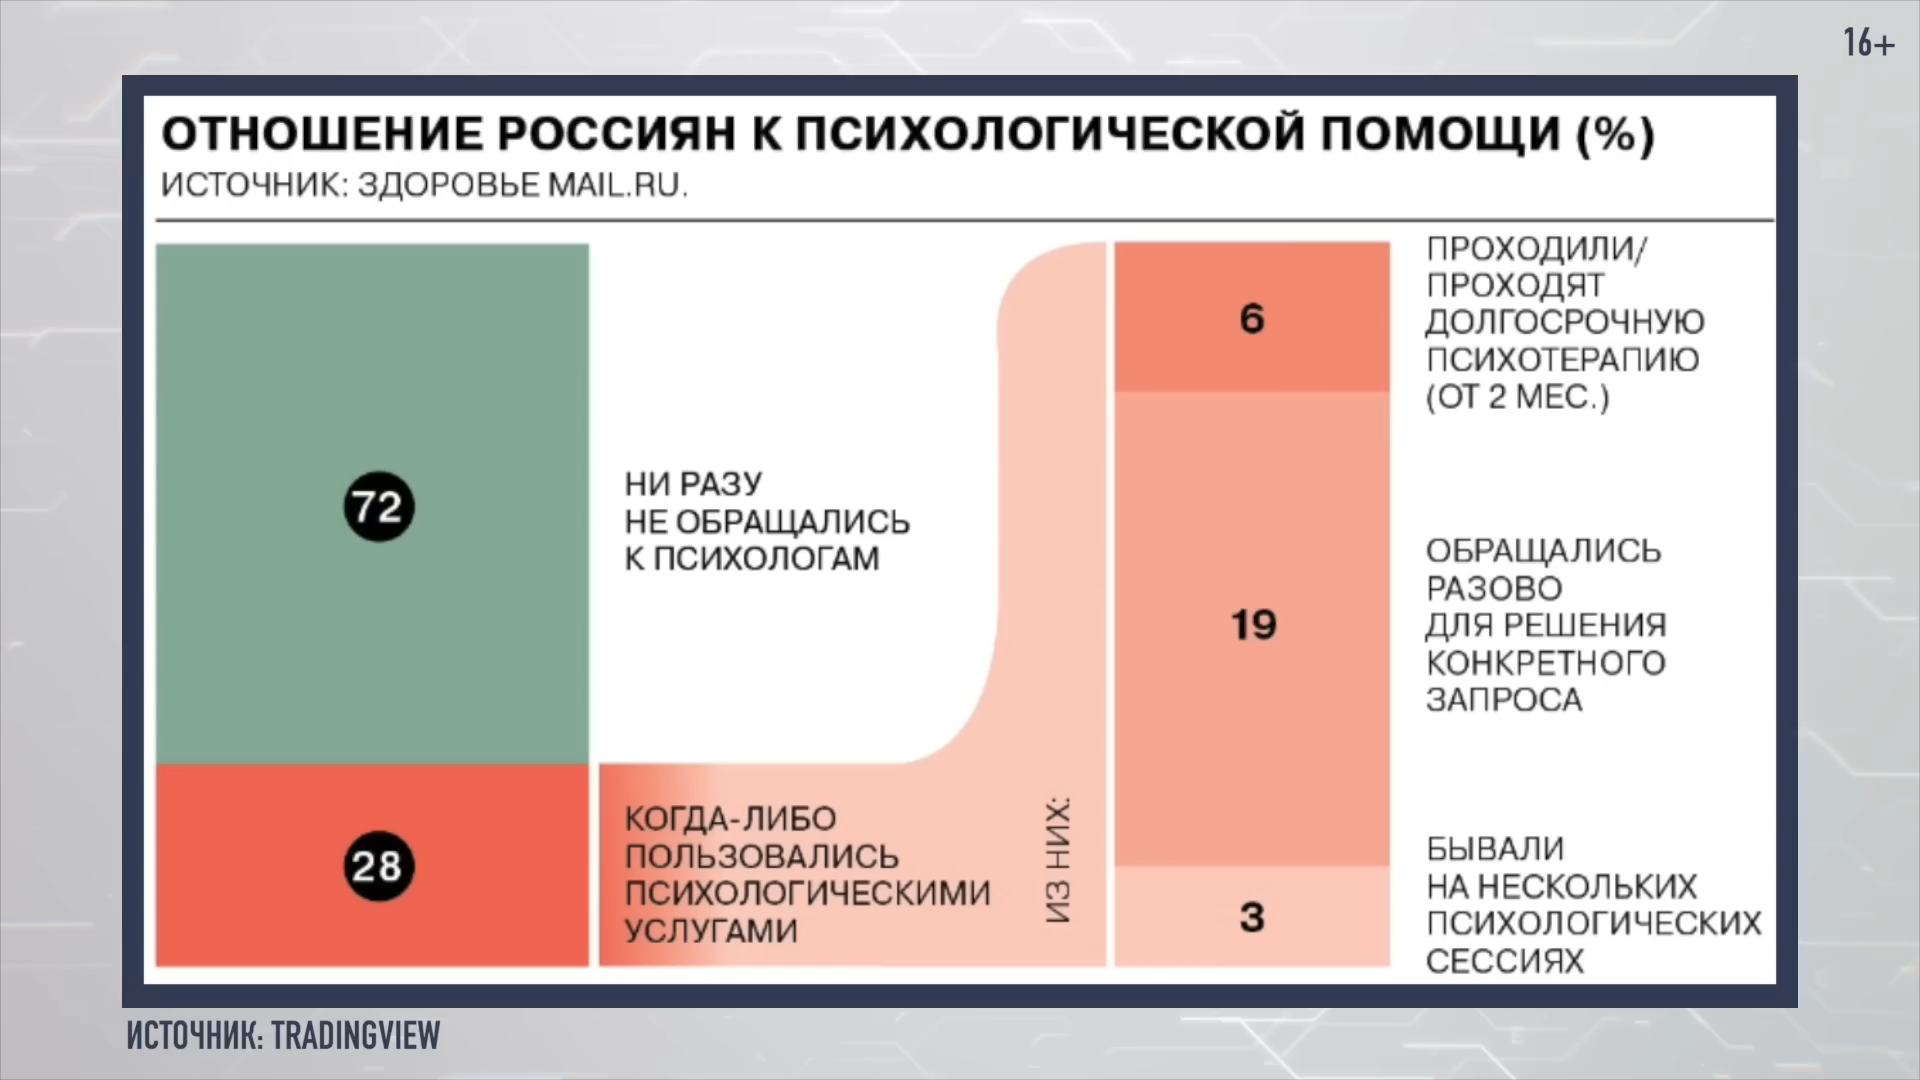 16+
ОТНОШЕНИЕ РОССИЯН К ПСИХОЛОГИЧЕСКОЙ ПОМОЩИ (%)
ИСТОЧНИК: ЗДОРОВЬЕ MAIL.RU.
72
НИ РАЗУ
НЕ ОБРАЩАЛИСЬ
К ПСИХОЛОГАМ
28
КОГДА-ЛИБО
ПОЛЬЗОВАЛИСЬ
ПСИХОЛОГИЧЕСКИМИ
УСЛУГАМИ
ИЗ НИХ:
6
ПРОХОДИЛИ/
ПРОХОДЯТ
ДОЛГОСРОЧНУЮ
ПСИХОТЕРАПИЮ
(ОТ 2 МЕС.)
19
ОБРАЩАЛИСЬ
РАЗОВО
ДЛЯ РЕШЕНИЯ
КОНКРЕТНОГО
ЗАПРОСА
3
БЫВАЛИ
НА НЕСКОЛЬКИХ
ПСИХОЛОГИЧЕСКИХ
СЕССИЯХ
ИСТОЧНИК: TRADINGVIEW